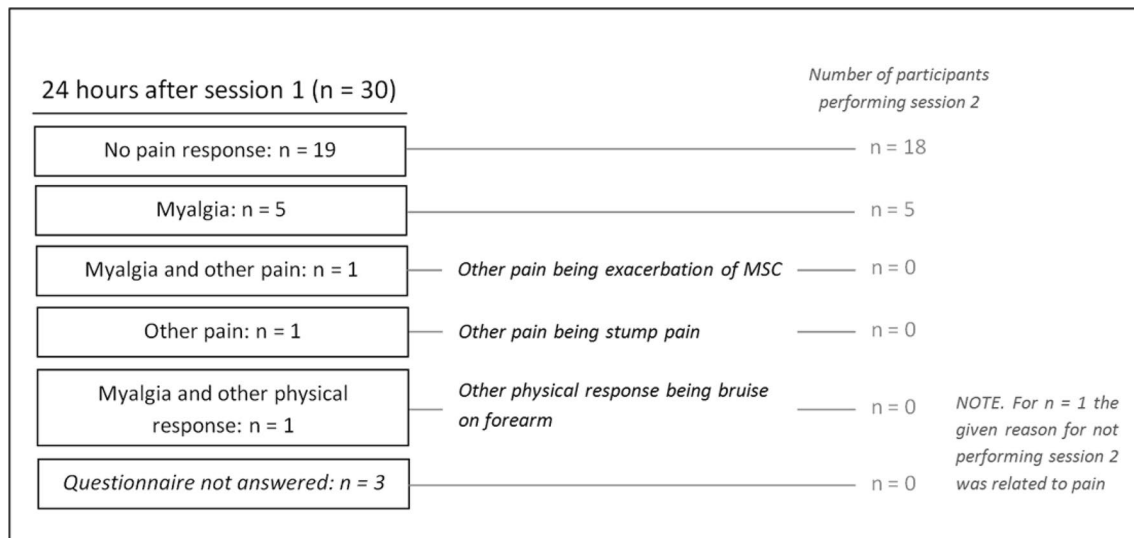 24 hours after session 1 (n = 30)
Number of participants
performing session 2
No pain response: n = 19
n = 18
Myalgia: n = 5
n = 5
Myalgia and other pain: n = 1
Other pain being exacerbation of MSC
n = 0
Other pain: n = 1
Other pain being stump pain
n = 0
Myalgia and other physical
response: n = 1
Other physical response being bruise
on forearm
n = 0
Questionnaire not answered: n = 3
n = 0
NOTE. For n = 1 the
given reason for not
performing session 2
was related to pain